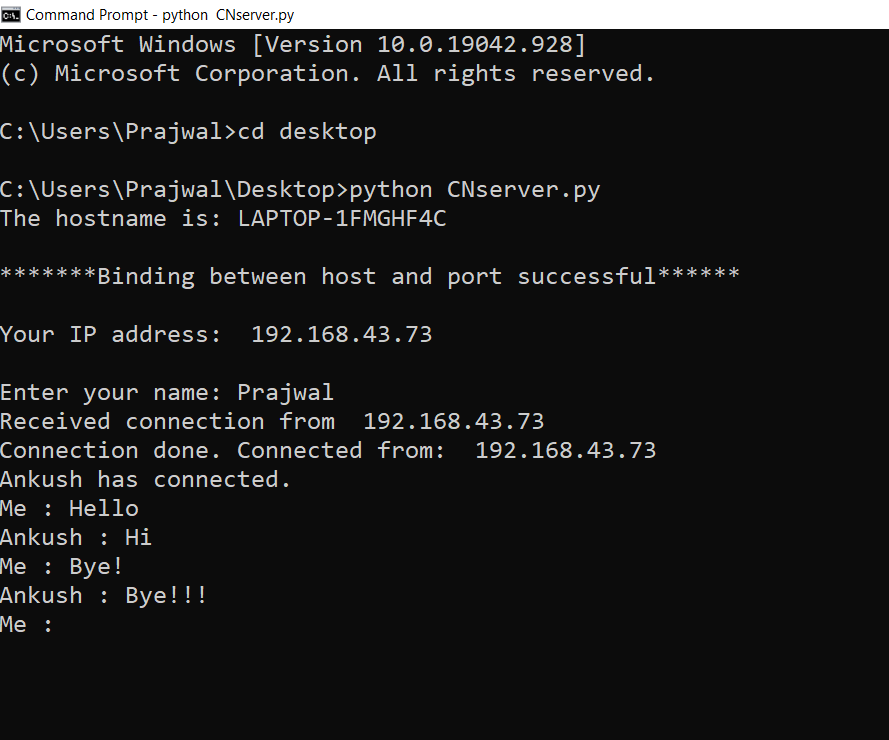 Command Prompt - python  CNserver.py
Microsoft Windows [Version 10.0.19042.928]
(c) Microsoft Corporation. All rights reserved.
C:\Users\Prajwal>cd desktop
C:\Users\Prajwal\Desktop>python CNserver.py
The hostname is: LAPTOP-1FMGHF4C
*******Binding between host and port successful******
Your IP address:  192.168.43.73
Enter your name: Prajwal
Received connection from  192.168.43.73
Connection done. Connected from:  192.168.43.73
Ankush has connected.
Me : Hello
Ankush : Hi
Me : Bye!
Ankush : Bye!!!
Me :